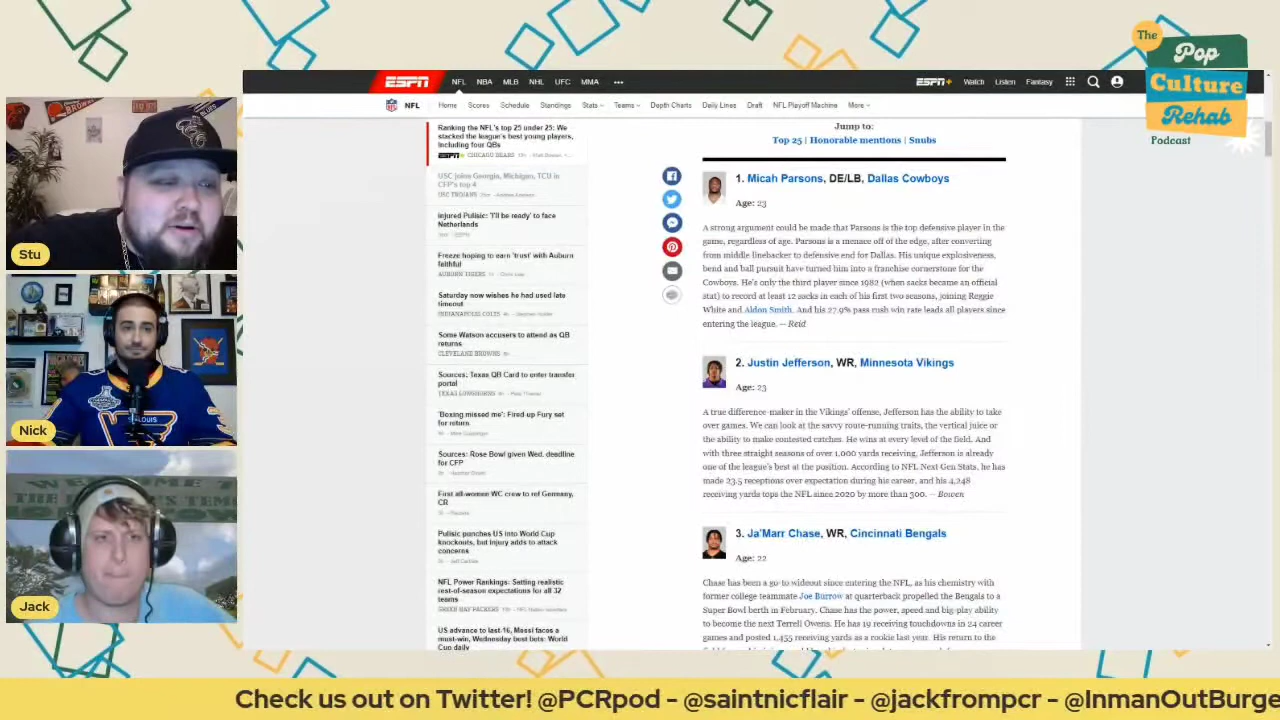 The
Pop
Culture
Rehab
Podcast
ESPN
NFL NBA MLB NHL UFC MMA •••
ESPN+ Watch Listen Fantasy
NFL Home Scores Schedule Standings Stats Teams Depth Charts Daily Lines Draft NFL Playoff Machine More
BROWNS
Stu
Nick
ST LOUIS
Jack
Ranking the NFL's top 25 under 25: We
stacked the league's best young players,
including four QBs
ESPN+ CHICAGO BEARS
USC joins Georgia, Michigan, TCU in
CFP's top 4
USC TROJANS
Injured Pulisic: 'I'll be ready' to face
Netherlands
Freeze hoping to earn 'trust' with Auburn
faithful
AUBURN TIGERS
Saturday now wishes he had used late
timeout
INDIANAPOLIS COLTS
Some Watson accusers to attend as QB
returns
CLEVELAND BROWNS
Sources: Texas QB Card to enter transfer
portal
TEXAS LONGHORNS
'Boxing missed me': Fired-up Fury set
for return
Sources: Rose Bowl given Wed. deadline
for CFP
First all-women WC crew to ref Germany,
CR
Pulisic punches US into World Cup
knockouts, but injury adds to attack
concerns
NFL Power Rankings: Setting realistic
rest-of-season expectations for all 32
teams
GREEN BAY PACKERS
US advance to last-16, Messi faces a
must-win, Wednesday best bets: World
Cup daily
Jump to:
Top 25 | Honorable mentions | Snubs
1. Micah Parsons, DE/LB, Dallas Cowboys
Age: 23
A strong argument could be made that Parsons is the top defensive player in the
game, regardless of age. Parsons is a menace off of the edge, after converting
from middle linebacker to defensive end for Dallas. His unique explosiveness,
bend and ball pursuit have turned him into a franchise cornerstone for the
Cowboys. He's only the third player since 1982 (when sacks became an official
stat) to record at least 12 sacks in each of his first two seasons, joining Reggie
White and Aldon Smith. And his 27.9% pass rush win rate leads all players since
entering the league. -- Reid
2. Justin Jefferson, WR, Minnesota Vikings
Age: 23
A true difference-maker in the Vikings' offense, Jefferson has the ability to take
over games. We can look at the savvy route-running traits, the vertical juice or
the ability to make contested catches. He wins at every level of the field. And
with three straight seasons of over 1,000 yards receiving, Jefferson is already
one of the league's best at the position. According to NFL Next Gen Stats, he has
made 23.5 receptions over expectation during his career, and his 4,248
receiving yards tops the NFL since 2020 by more than 300. -- Bowen
3. Ja'Marr Chase, WR, Cincinnati Bengals
Age: 22
Chase has been a go-to wideout since entering the NFL, as his chemistry with
former college teammate Joe Burrow at quarterback propelled the Bengals to a
Super Bowl berth in February. Chase has the power, speed and big-play ability
to become the next Terrell Owens. He has 19 receiving touchdowns in 24 career
games and posted 1,455 receiving yards as a rookie last year. His return to the
Check us out on Twitter! @PCRpod - @saintnicflair - @jackfrompcr - @InmanOutBurge